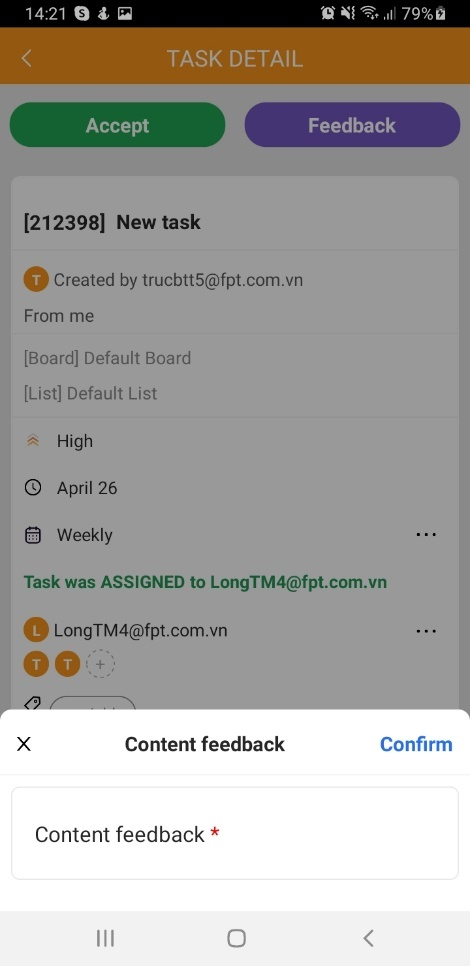 14:21 79%
TASK DETAIL
Accept Feedback
[212398] New task
T Created by trucbtt5@fpt.com.vn
From me
[Board] Default Board
[List] Default List
High
April 26
Weekly
Task was ASSIGNED to LongTM4@fpt.com.vn
L LongTM4@fpt.com.vn
T T +
X Content feedback Confirm
Content feedback *